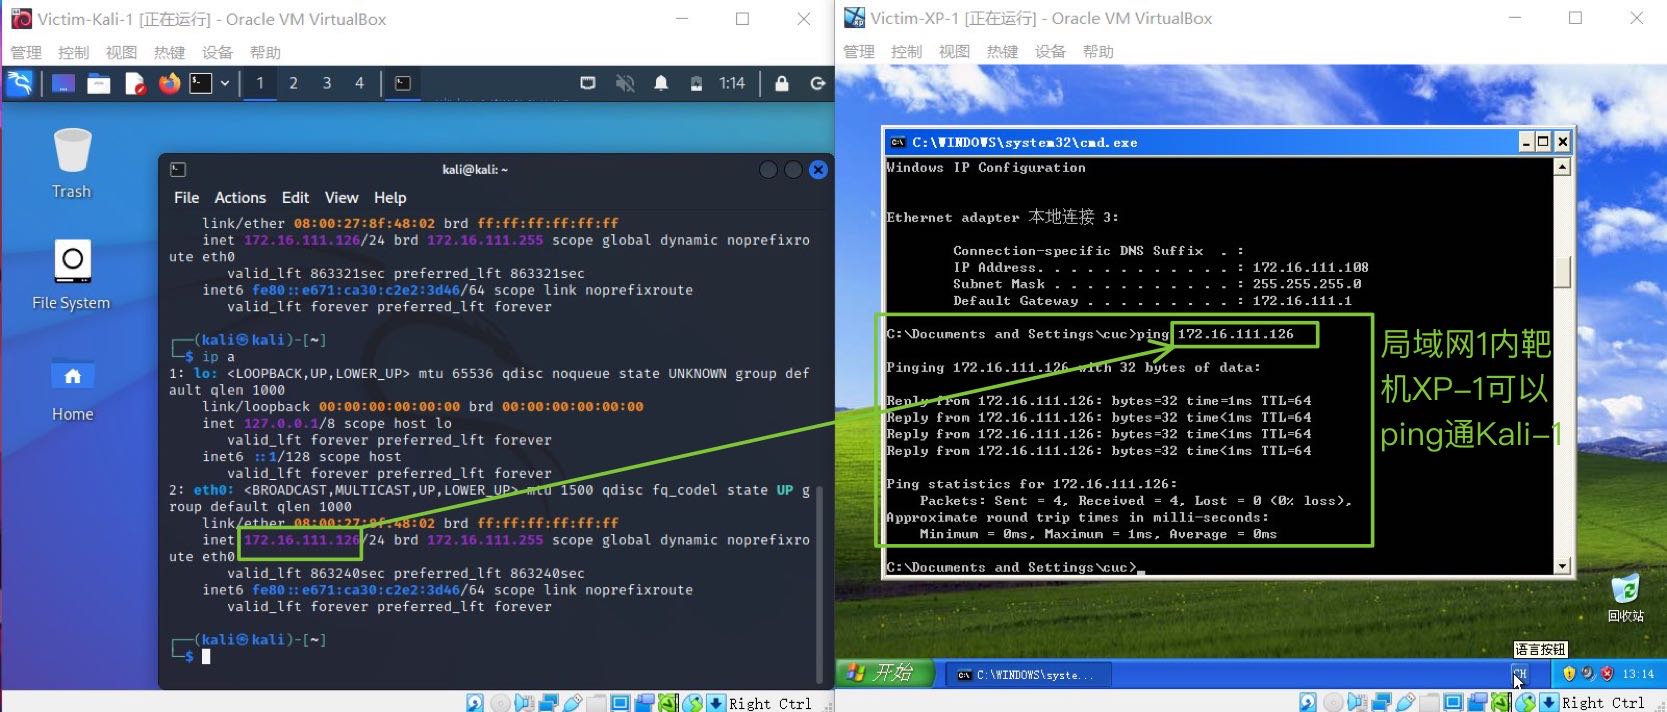 Victim-Kali-1 [正在运行] - Oracle VM VirtualBox
管理 控制 视图 热键 设备 帮助
1 2 3 4 1:14
Trash
File System
Home
kali@kali: ~
File Actions Edit View Help
link/ether 08:00:27:8f:48:02 brd ff:ff:ff:ff:ff:ff
inet 172.16.111.126/24 brd 172.16.111.255 scope global dynamic noprefixro
ute eth0
valid_lft 863321sec preferred_lft 863321sec
inet6 fe80::e671:ca30:c2e2:3d46/64 scope link noprefixroute
valid_lft forever preferred_lft forever
┌──(kali㉿kali)-[~]
└─$ ip a
1: lo: <LOOPBACK,UP,LOWER_UP> mtu 65536 qdisc noqueue state UNKNOWN group def
ault qlen 1000
link/loopback 00:00:00:00:00:00 brd 00:00:00:00:00:00
inet 127.0.0.1/8 scope host lo
valid_lft forever preferred_lft forever
inet6 ::1/128 scope host
valid_lft forever preferred_lft forever
2: eth0: <BROADCAST,MULTICAST,UP,LOWER_UP> mtu 1500 qdisc fq_codel state UP g
roup default qlen 1000
link/ether 08:00:27:8f:48:02 brd ff:ff:ff:ff:ff:ff
inet 172.16.111.126/24 brd 172.16.111.255 scope global dynamic noprefixro
ute eth0
valid_lft 863240sec preferred_lft 863240sec
inet6 fe80::e671:ca30:c2e2:3d46/64 scope link noprefixroute
valid_lft forever preferred_lft forever
┌──(kali㉿kali)-[~]
└─$
Right Ctrl
Victim-XP-1 [正在运行] - Oracle VM VirtualBox
管理 控制 视图 热键 设备 帮助
C:\WINDOWS\system32\cmd.exe
Windows IP Configuration
Ethernet adapter 本地连接 3:
Connection-specific DNS Suffix . :
IP Address. . . . . . . . . . . . : 172.16.111.108
Subnet Mask . . . . . . . . . . . : 255.255.255.0
Default Gateway . . . . . . . . . : 172.16.111.1
C:\Documents and Settings\cuc>ping 172.16.111.126
Pinging 172.16.111.126 with 32 bytes of data:
Reply from 172.16.111.126: bytes=32 time=1ms TTL=64
Reply from 172.16.111.126: bytes=32 time<1ms TTL=64
Reply from 172.16.111.126: bytes=32 time<1ms TTL=64
Reply from 172.16.111.126: bytes=32 time<1ms TTL=64
Ping statistics for 172.16.111.126:
Packets: Sent = 4, Received = 4, Lost = 0 (0% loss),
Approximate round trip times in milli-seconds:
Minimum = 0ms, Maximum = 1ms, Average = 0ms
C:\Documents and Settings\cuc>_
局域网1内靶
机XP-1可以
ping通Kali-1
回收站
语言按钮
开始 C:\WINDOWS\syste... CH 13:14
Right Ctrl